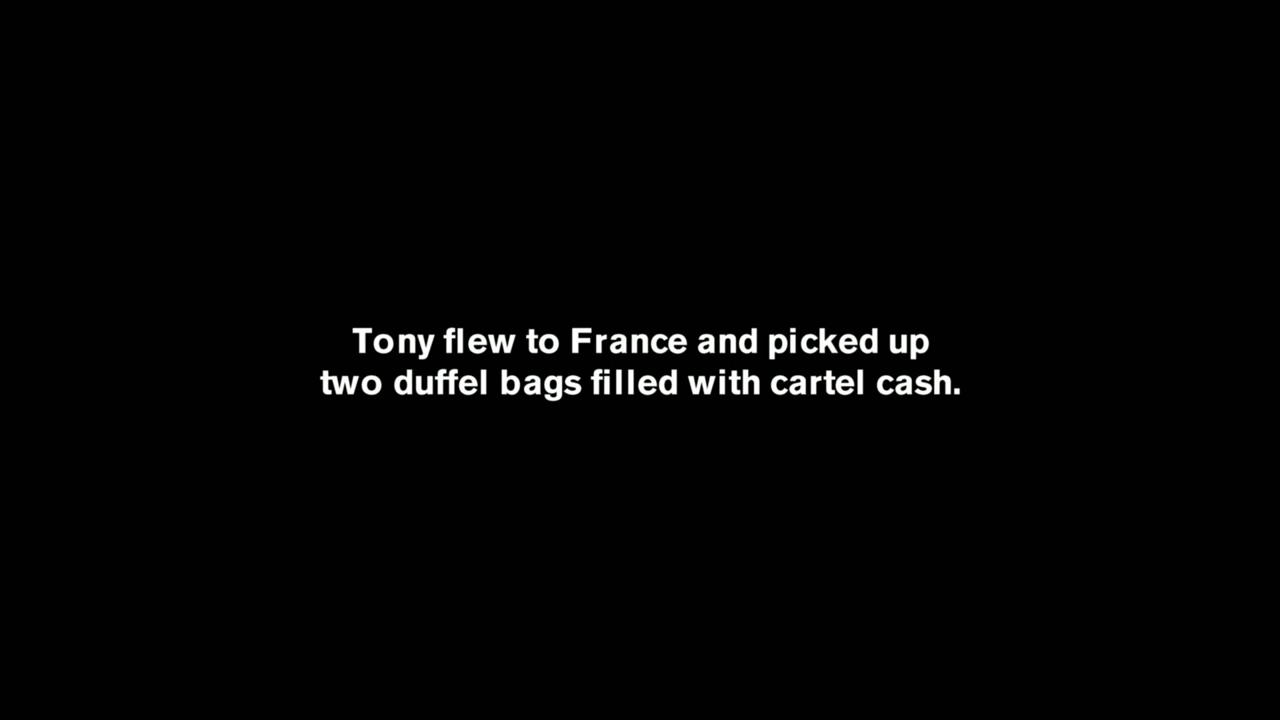 Tony flew to France and picked up
two duffel bags filled with cartel cash.